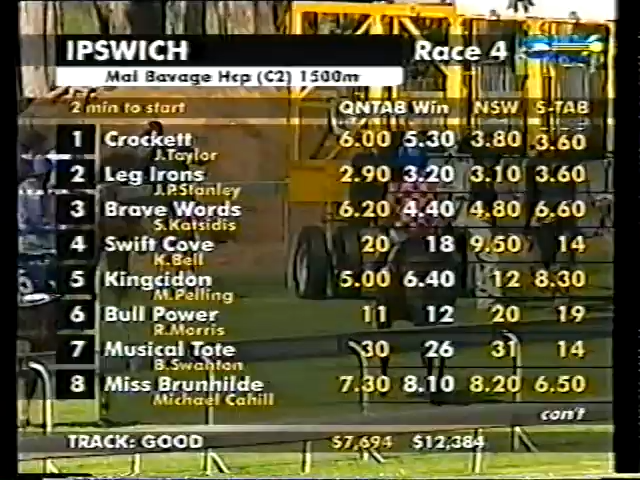 IPSWICH Race 4
Mal Bavage Hcp (C2) 1500m
2 min to start QNTAB Win NSW S-TAB
1 Crockett 6.00 5.30 3.80 3.60
J.Taylor
2 Leg Irons 2.90 3.20 3.10 3.60
J.P.Stanley
3 Brave Words 6.20 4.40 4.80 6.60
S.Katsidis
4 Swift Cove 20 18 9.50 14
K.Bell
5 Kingcidon 5.00 6.40 12 8.30
M.Pelling
6 Bull Power 11 12 20 19
R.Morris
7 Musical Tote 30 26 31 14
B.Swanton
8 Miss Brunhilde 7.30 8.10 8.20 6.50
Michael Cahill
con't
TRACK: GOOD $7,694 $12,384